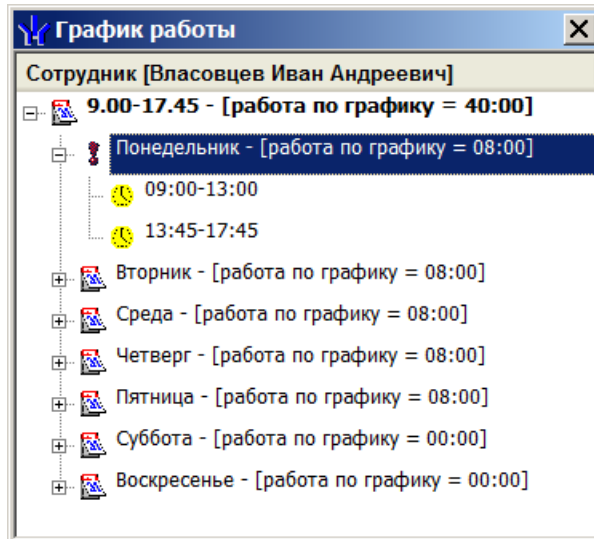 График работы
Сотрудник [Власовцев Иван Андреевич]
9.00-17.45 - [работа по графику = 40:00]
Понедельник - [работа по графику = 08:00]
09:00-13:00
13:45-17:45
Вторник - [работа по графику = 08:00]
Среда - [работа по графику = 08:00]
Четверг - [работа по графику = 08:00]
Пятница - [работа по графику = 08:00]
Суббота - [работа по графику = 00:00]
Воскресенье - [работа по графику = 00:00]